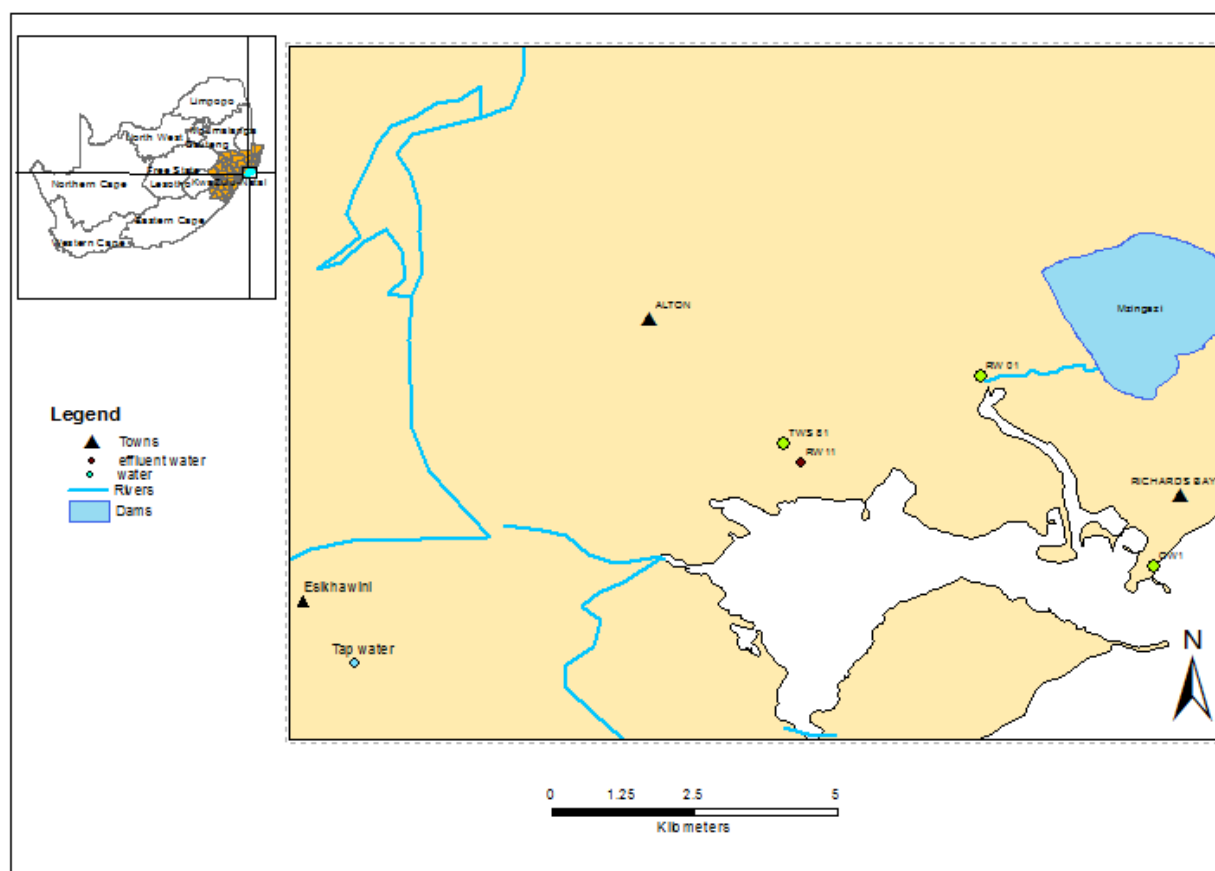 Limpopo
North West
Mpumalanga
Gauteng
Free State
Northern Cape
Lesotho
KwaZulu-Natal
Eastern Cape
Western Cape
ALTON
Mzingazi
RW 01
TWS 81
RW 11
RICHARDS BAY
OW1
Legend
Towns
effluent water
water
Rivers
Dams
Esikhawini
Tap water
N
0 1.25 2.5 5
Kilometers